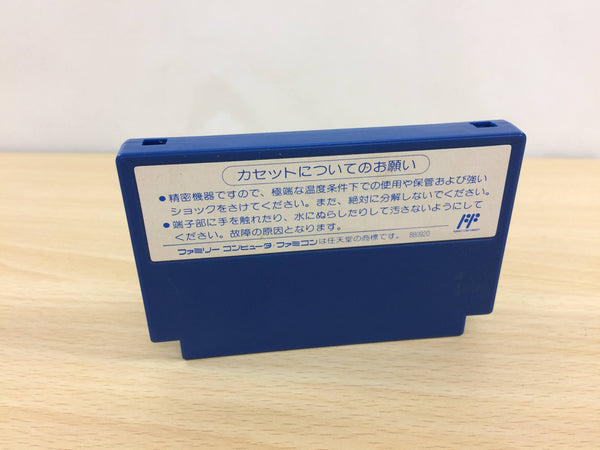 カセットについてのお願い
●精密機器ですので、極端な温度条件下での使用や保管および強い
ショックをさけてください。また、絶対に分解しないでください。
●端子部に手を触れたり、水にぬらしたりして汚さないようにして
ください。故障の原因となります。
ファミリー コンピュータ・ファミコンは任天堂の商標です。 880920